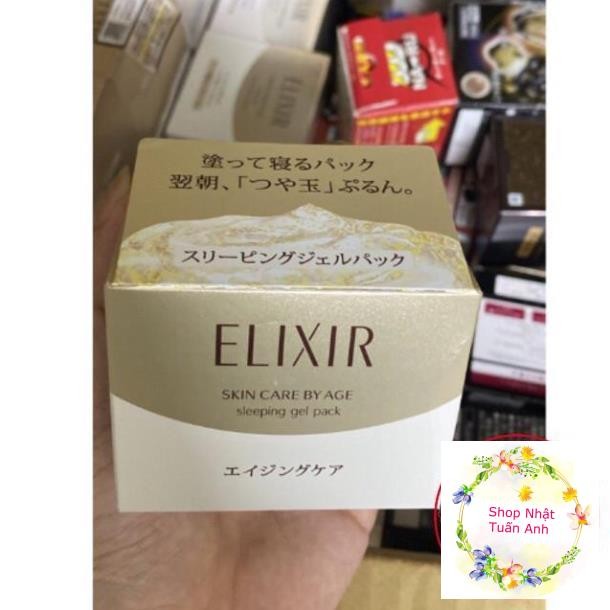 ELIXIR
塗って寝るパック
翌朝、「つや玉」ぷるん。
スリーピングジェルパック
ELIXIR
SKIN CARE BY AGE
sleeping gel pack
エイジングケア
Shop Nhật
Tuấn Anh